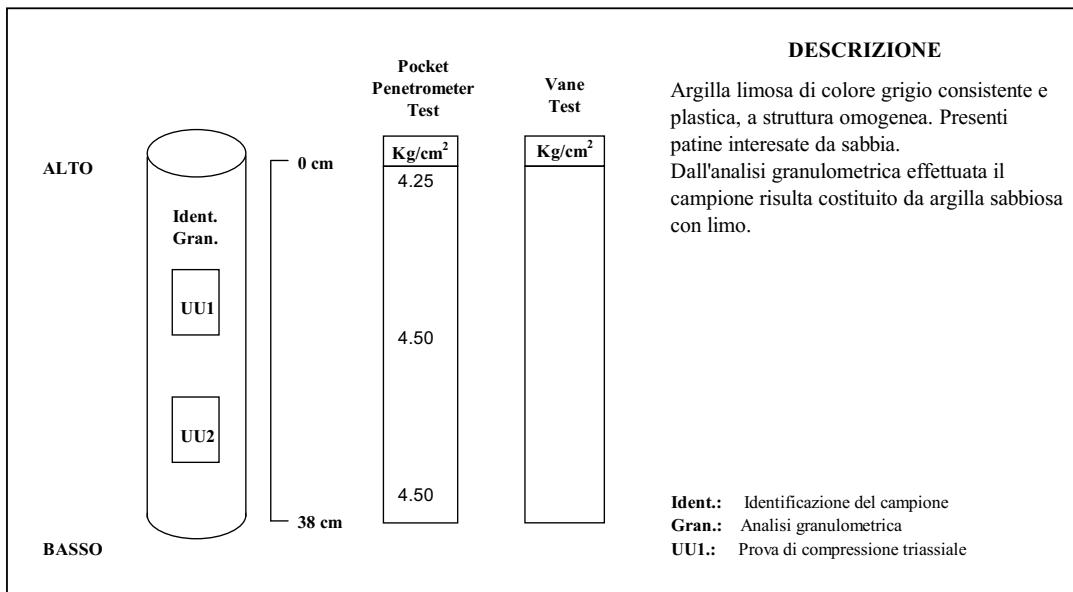 ALTO
Ident.
Gran.
UU1
UU2
BASSO
0 cm
38 cm
Pocket
Penetrometer
Test
Kg/cm²
4.25
4.50
4.50
Vane
Test
Kg/cm²
DESCRIZIONE
Argilla limosa di colore grigio consistente e
plastica, a struttura omogenea. Presenti
patine interesate da sabbia.
Dall'analisi granulometrica effettuata il
campione risulta costituito da argilla sabbiosa
con limo.
Ident.: Identificazione del campione
Gran.: Analisi granulometrica
UU1.: Prova di compressione triassiale